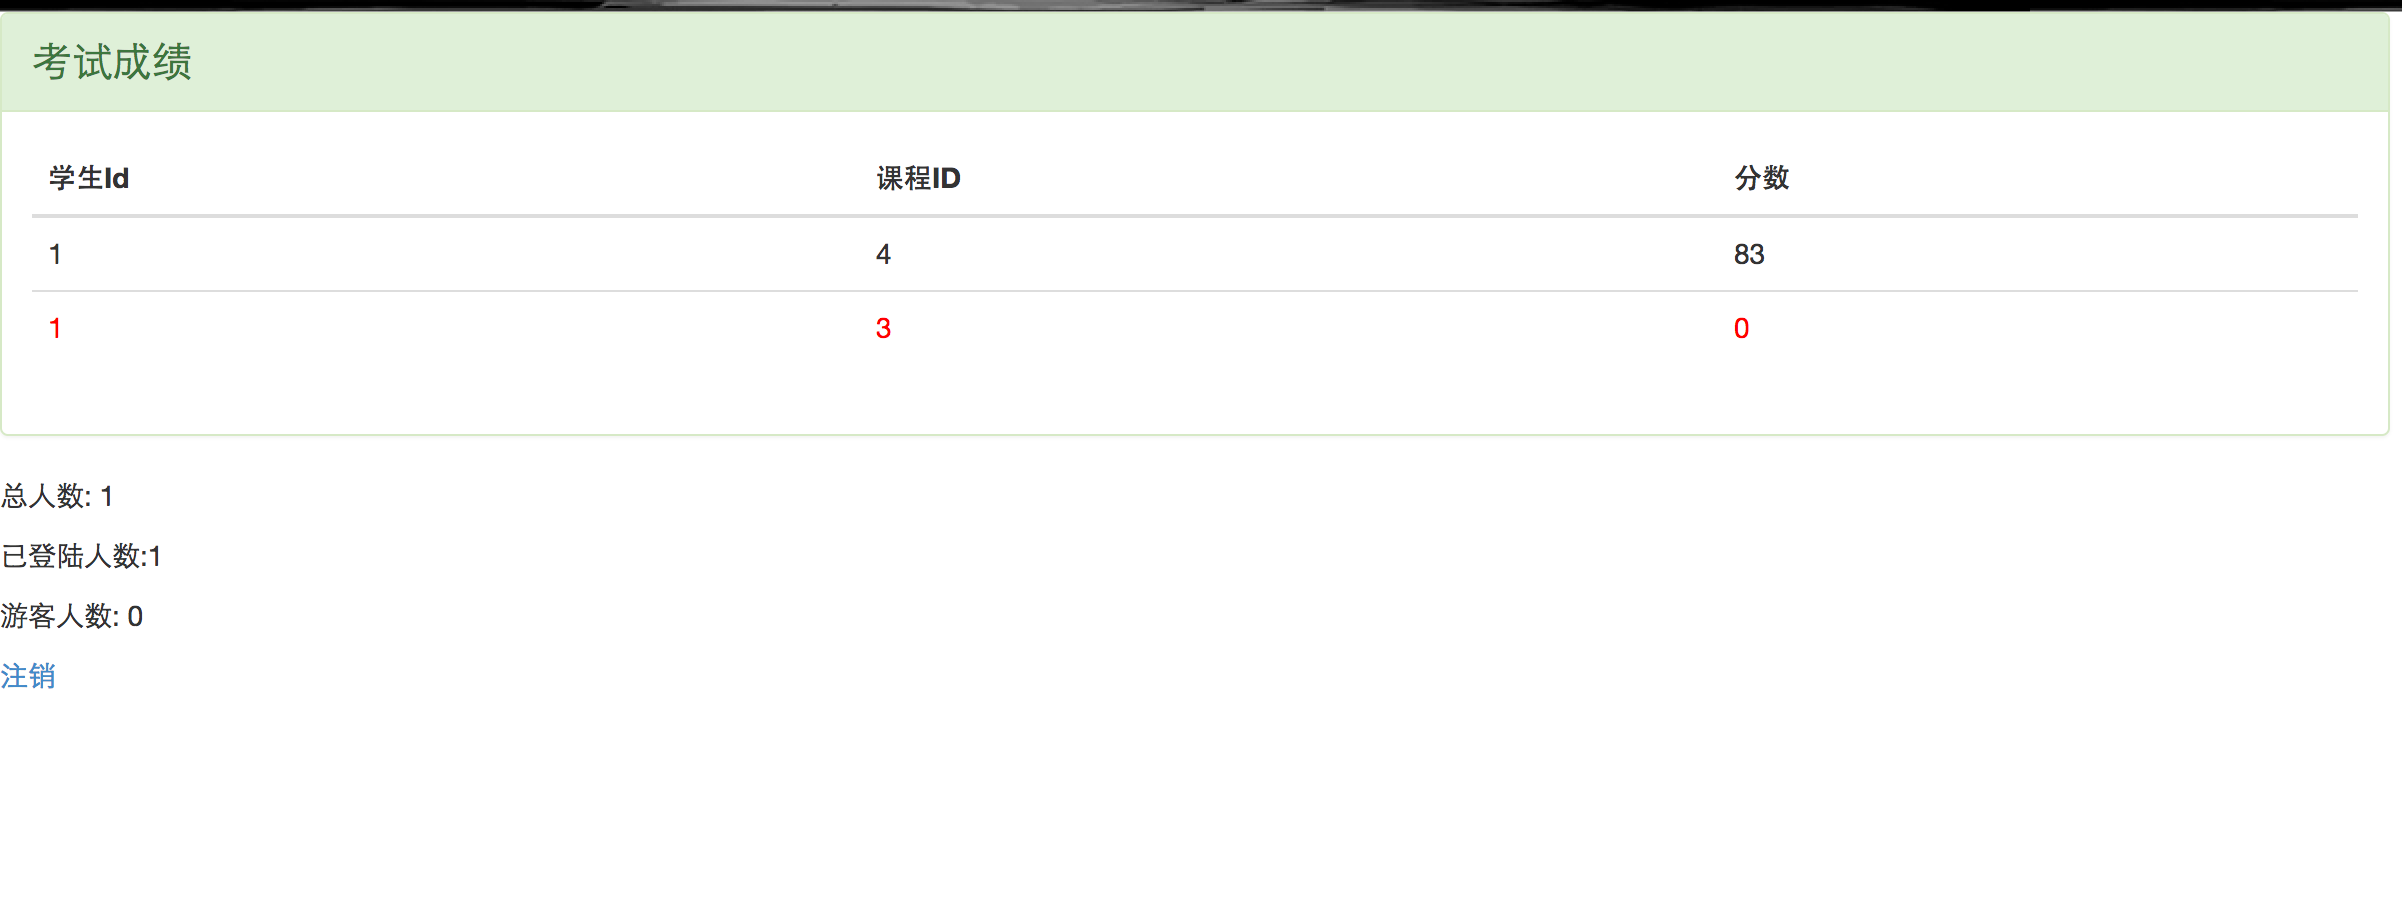 考试成绩
学生Id 课程ID 分数
1 4 83
1 3 0
总人数: 1
已登陆人数:1
游客人数: 0
注销